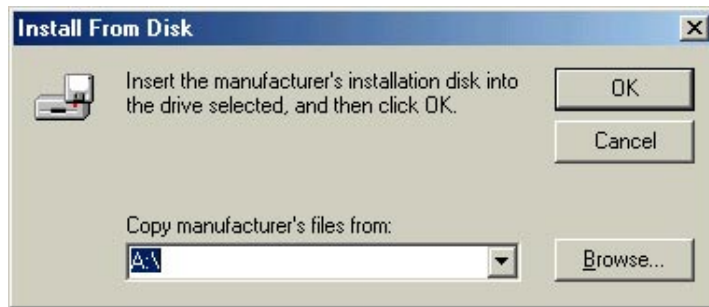 Install From Disk
Insert the manufacturer's installation disk into
the drive selected, and then click OK.
OK
Cancel
Copy manufacturer's files from:
A:\
Browse...